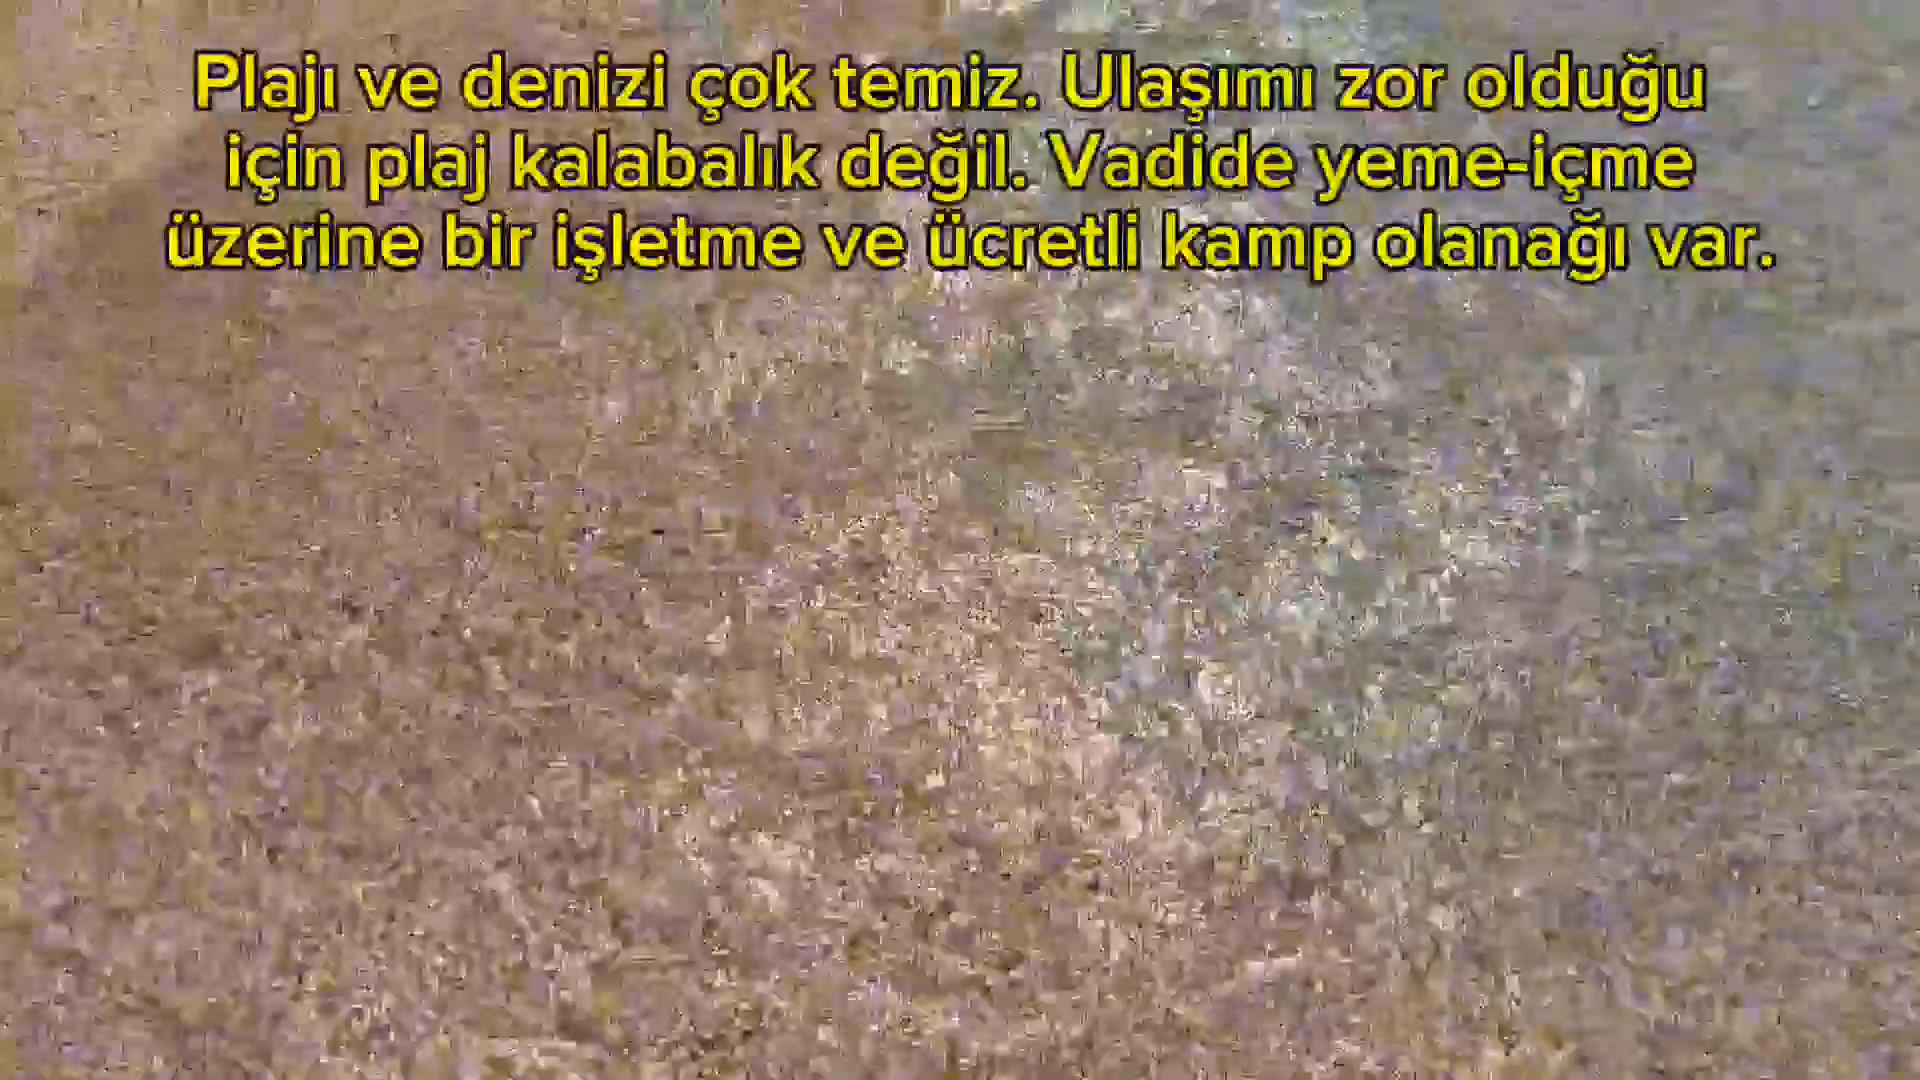 Plajı ve denizi çok temiz. Ulaşımı zor olduğu
için plaj kalabalık değil. Vadide yeme-içme
üzerine bir işletme ve ücretli kamp olanağı var.